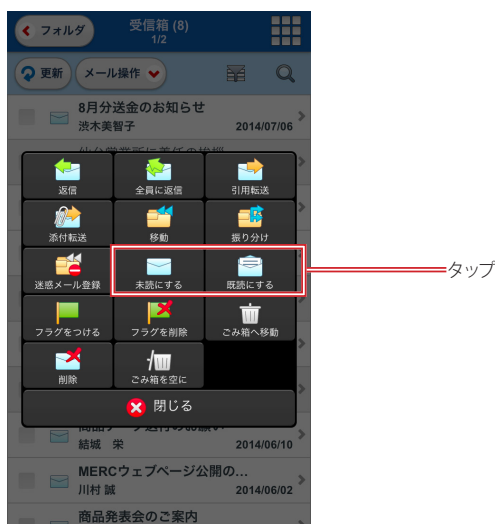 フォルダ
受信箱 (8)
1/2
更新
メール操作
8月分送金のお知らせ
渋木美智子
2014/07/06
返信
全員に返信
引用転送
添付転送
移動
振り分け
迷惑メール登録
未読にする
既読にする
タップ
フラグをつける
フラグを削除
ごみ箱へ移動
削除
ごみ箱を空に
閉じる
結城 栄
2014/06/10
MERCウェブページ公開の...
川村 誠
2014/06/02
商品発表会のご案内